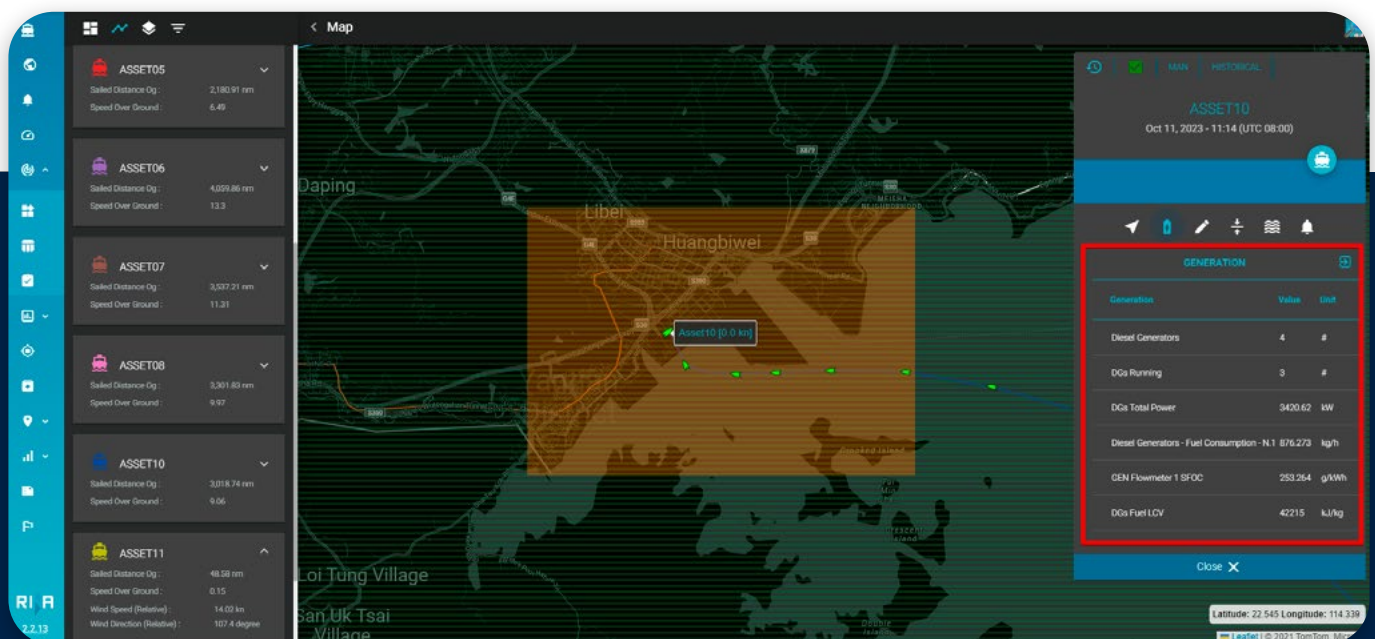 Map
ASSET05
Sailed Distance Og :
2,180.91 nm
Speed Over Ground :
6.49
ASSET06
Sailed Distance Og :
4,059.86 nm
Speed Over Ground :
13.3
ASSET07
Sailed Distance Og :
3,537.21 nm
Speed Over Ground :
11.31
ASSET08
Sailed Distance Og :
3,301.83 nm
Speed Over Ground :
9.97
ASSET10
Sailed Distance Og :
3,018.74 nm
Speed Over Ground :
9.06
ASSET11
Sailed Distance Og :
48.58 nm
Speed Over Ground :
0.15
Wind Speed (Relative) :
14.02 kn
Wind Direction (Relative) :
107.4 degree
2.2.13
Daping
Libei
Huangbiwei
Asset10 [0.0 kn]
Loi Tung Village
San Uk Tsai
Village
Crooked Island
Crescent
Island
Double
MAN
HISTORICAL
ASSET10
Oct 11, 2023 - 11:14 (UTC 08:00)
GENERATION
Generation Value Unit
Diesel Generators 4 #
DGs Running 3 #
DGs Total Power 3420.62 kW
Diesel Generators - Fuel Consumption - N.1 876.273 kg/h
GEN Flowmeter 1 SFOC 253.264 g/kWh
DGs Fuel LCV 42215 kJ/kg
Close X
Latitude: 22 545 Longitude: 114 339
Leaflet | © 2021 TomTom,